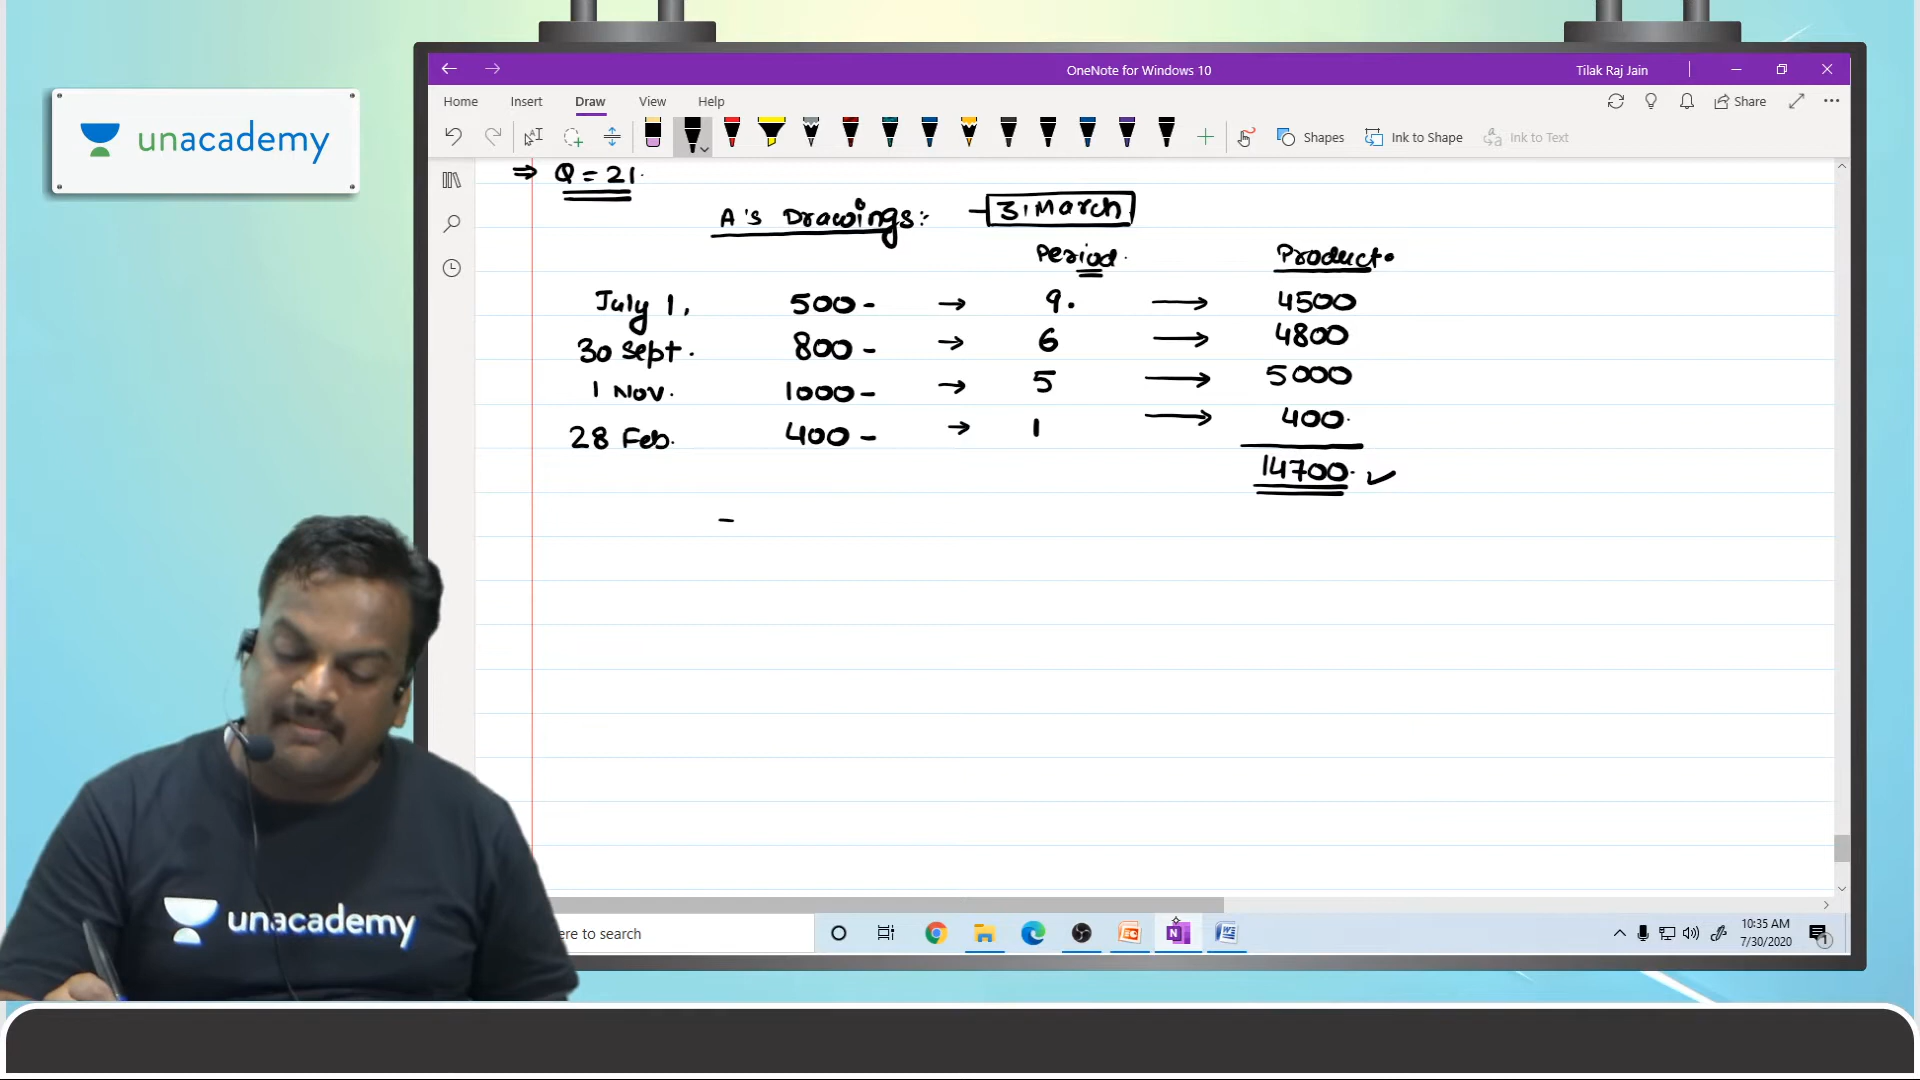 unacademy
OneNote for Windows 10
Tilak Raj Jain
Home Insert Draw View Help
Share
Shapes Ink to Shape Ink to Text
⇒ Q = 21.
A's Drawings:- 31 March
Period. Product.
July 1, 500 - → 9. → 4500
30 Sept. 800 - → 6 → 4800
1 Nov. 1000 - → 5 → 5000
28 Feb. 400 - → 1 → 400.
14700. ✓
-
unacademy
ere to search
10:35 AM
7/30/2020
1